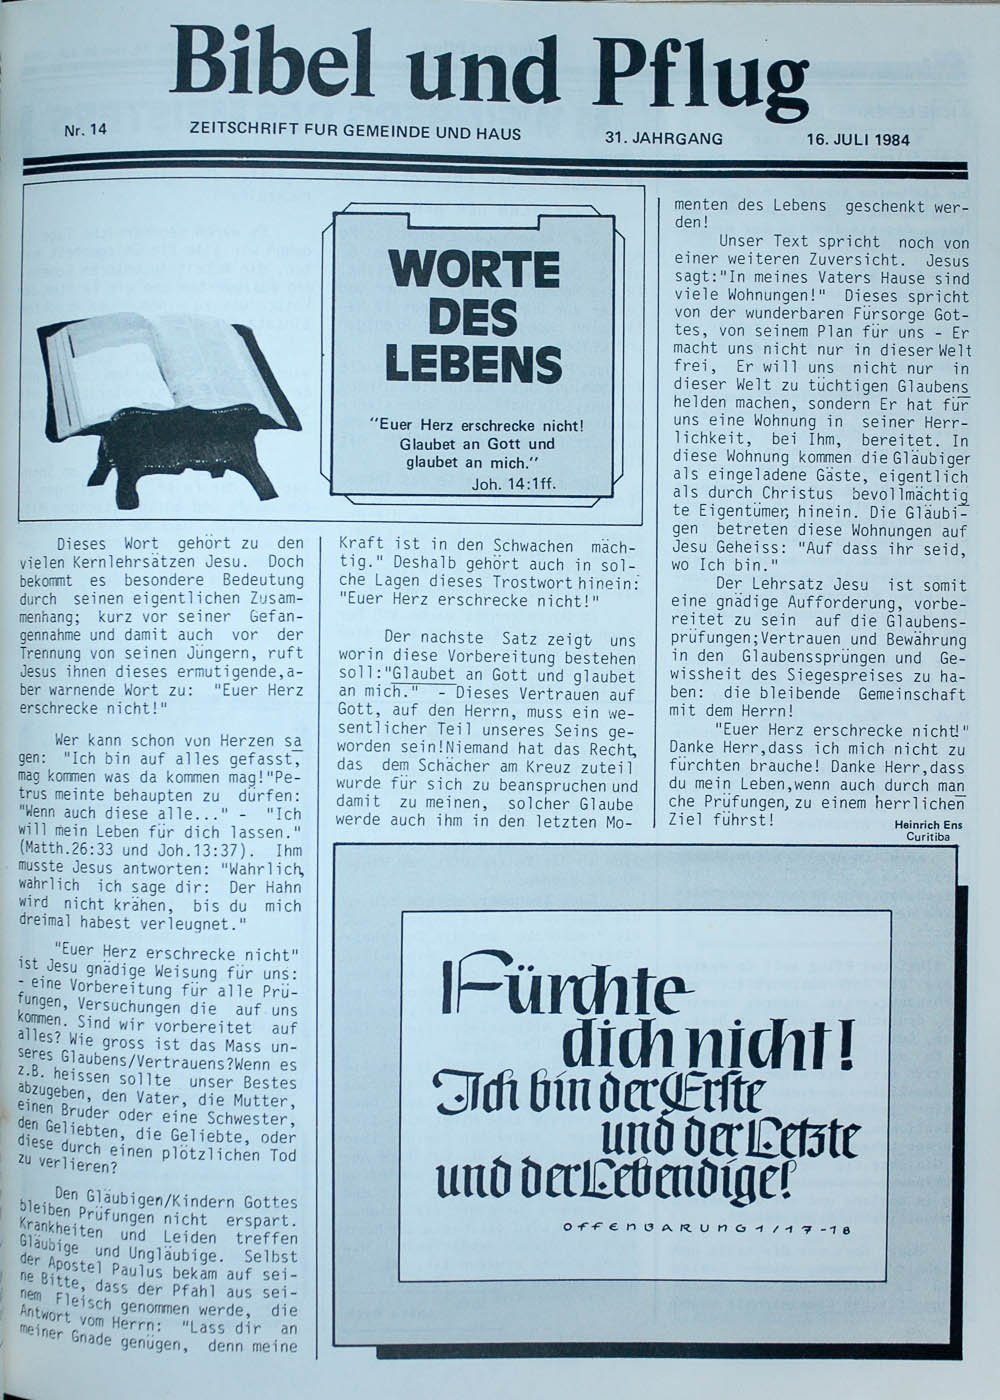 Bibel und Pflug
Nr. 14 ZEITSCHRIFT FUR GEMEINDE UND HAUS 31. JAHRGANG 16. JULI 1984
WORTE
DES
LEBENS
"Euer Herz erschrecke nicht!
Glaubet an Gott und
glaubet an mich."
Joh. 14:1ff.
Dieses Wort gehört zu den
vielen Kernlehrsätzen Jesu. Doch
bekommt es besondere Bedeutung
durch seinen eigentlichen Zusam-
menhang; kurz vor seiner Gefan-
gennahme und damit auch vor der
Trennung von seinen Jüngern, ruft
Jesus ihnen dieses ermutigende,a-
ber warnende Wort zu: "Euer Herz
erschrecke nicht!"
Wer kann schon von Herzen sa
gen: "Ich bin auf alles gefasst,
mag kommen was da kommen mag!"Pe-
trus meinte behaupten zu dürfen:
"Wenn auch diese alle..." - "Ich
will mein Leben für dich lassen."
(Matth.26:33 und Joh.13:37). Ihm
musste Jesus antworten: "Wahrlich,
wahrlich ich sage dir: Der Hahn
wird nicht krähen, bis du mich
dreimal habest verleugnet."
"Euer Herz erschrecke nicht"
ist Jesu gnädige Weisung für uns:
- eine Vorbereitung für alle Prü-
fungen, Versuchungen die auf uns
kommen. Sind wir vorbereitet auf
alles? Wie gross ist das Mass un-
seres Glaubens/Vertrauens?Wenn es
z.B. heissen sollte unser Bestes
abzugeben, den Vater, die Mutter,
einen Bruder oder eine Schwester,
den Geliebten, die Geliebte, oder
diese durch einen plötzlichen Tod
zu verlieren?
Den Gläubigen/Kindern Gottes
bleiben Prüfungen nicht erspart.
Krankheiten und Leiden treffen
Gläubige und Ungläubige. Selbst
der Apostel Paulus bekam auf sei-
ne Bitte, dass der Pfahl aus sei-
nem Fleisch genommen werde, die
Antwort vom Herrn: "Lass dir an
meiner Gnade genügen, denn meine
Kraft ist in den Schwachen mäch-
tig." Deshalb gehört auch in sol-
che Lagen dieses Trostwort hinein:
"Euer Herz erschrecke nicht!"
Der nachste Satz zeigt uns
worin diese Vorbereitung bestehen
soll:"Glaubet an Gott und glaubet
an mich." - Dieses Vertrauen auf
Gott, auf den Herrn, muss ein we-
sentlicher Teil unseres Seins ge-
worden sein!Niemand hat das Recht,
das dem Schächer am Kreuz zuteil
wurde für sich zu beanspruchen und
damit zu meinen, solcher Glaube
werde auch ihm in den letzten Mo-
menten des Lebens geschenkt wer-
den!
Unser Text spricht noch von
einer weiteren Zuversicht. Jesus
sagt:"In meines Vaters Hause sind
viele Wohnungen!" Dieses spricht
von der wunderbaren Fürsorge Got-
tes, von seinem Plan für uns - Er
macht uns nicht nur in dieser Welt
frei, Er will uns nicht nur in
dieser Welt zu tüchtigen Glaubens
helden machen, sondern Er hat für
uns eine Wohnung in seiner Herr-
lichkeit, bei Ihm, bereitet. In
diese Wohnung kommen die Gläubiger
als eingeladene Gäste, eigentlich
als durch Christus bevollmächtig
te Eigentümer, hinein. Die Gläubi-
gen betreten diese Wohnungen auf
Jesu Geheiss: "Auf dass ihr seid,
wo Ich bin."
Der Lehrsatz Jesu ist somit
eine gnädige Aufforderung, vorbe-
reitet zu sein auf die Glaubens-
prüfungen;Vertrauen und Bewährung
in den Glaubenssprüngen und Ge-
wissheit des Siegespreises zu ha-
ben: die bleibende Gemeinschaft
mit dem Herrn!
"Euer Herz erschrecke nicht!"
Danke Herr,dass ich mich nicht zu
fürchten brauche! Danke Herr,dass
du mein Leben,wenn auch durch man
che Prüfungen, zu einem herrlichen
Ziel führst!
Heinrich Ens
Curitiba
Fürchte
dich nicht!
Ich bin der Erste
und der Letzte
und der Lebendige!
OFFENBARUNG 1/17-18